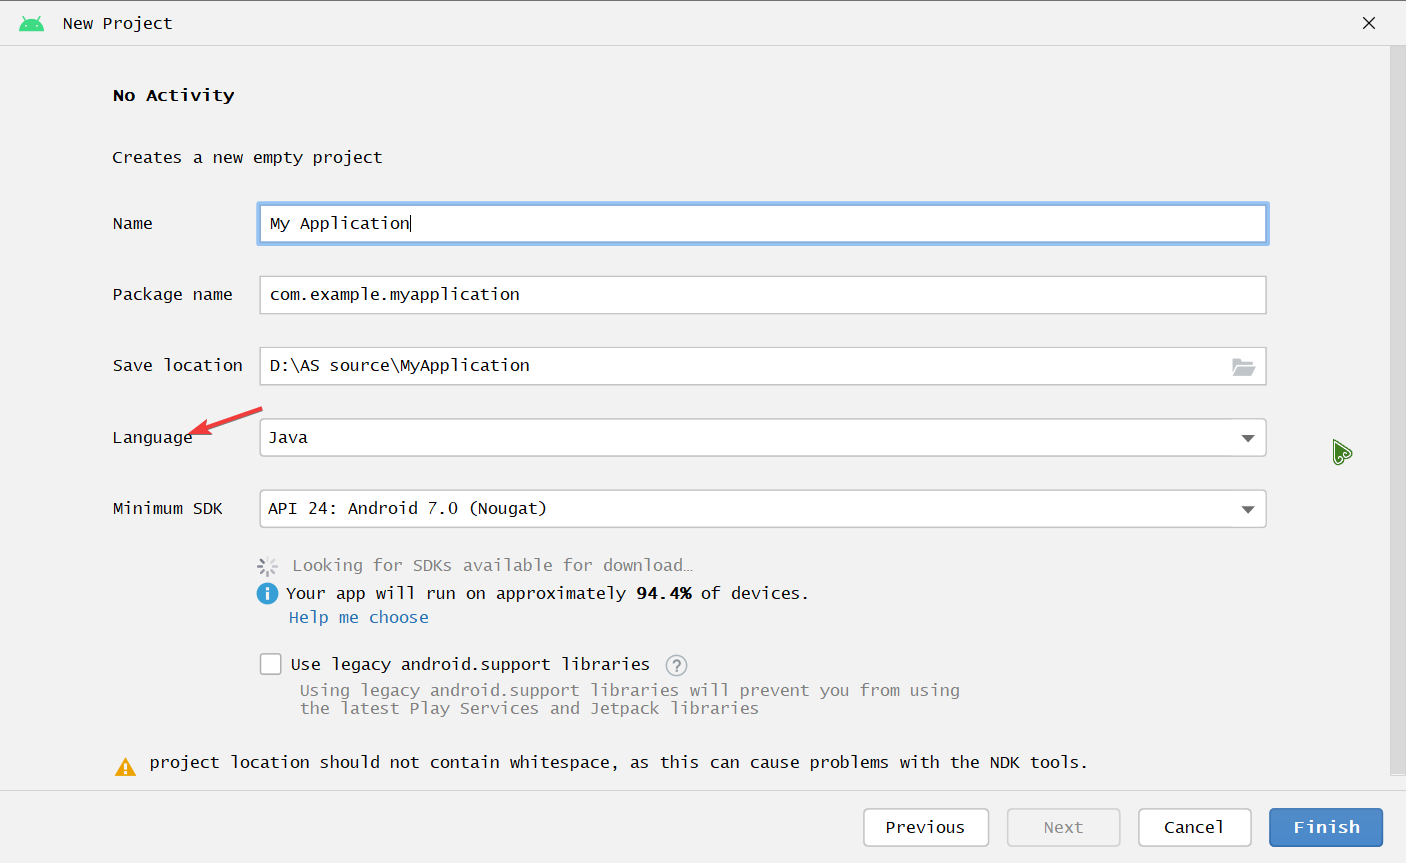 New Project
No Activity
Creates a new empty project
Name
My Application
Package name
com.example.myapplication
Save location
D:\AS source\MyApplication
Language
Java
Minimum SDK
API 24: Android 7.0 (Nougat)
Looking for SDKs available for download…
Your app will run on approximately 94.4% of devices.
Help me choose
Use legacy android.support libraries ?
Using legacy android.support libraries will prevent you from using
the latest Play Services and Jetpack libraries
project location should not contain whitespace, as this can cause problems with the NDK tools.
Previous
Next
Cancel
Finish